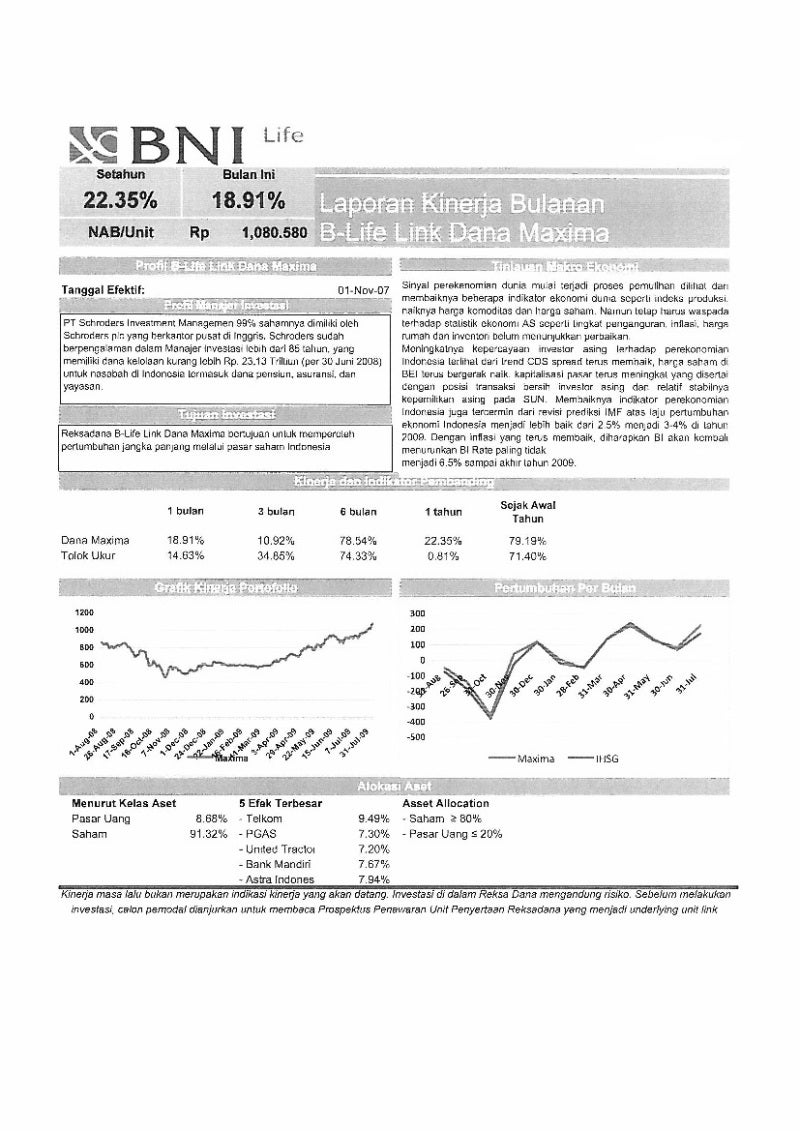 BNI Life
Setahun Bulan Ini
22.35% 18.91%
NAB/Unit Rp 1,080.580
Laporan Kinerja Bulanan
B-Life Link Dana Maxima
Profil B-Life Link Dana Maxima
Tanggal Efektif: 01-Nov-07
Profil Manajer Investasi
PT Schroders Investment Managemen 99% sahamnya dimiliki oleh
Schroders plc yang berkantor pusat di Inggris. Schroders sudah
berpengalaman dalam Manajer Investasi lebih dari 85 tahun, yang
memiliki dana kelolaan kurang lebih Rp. 23,13 Trilliun (per 30 Juni 2008)
untuk nasabah di Indonesia termasuk dana pensiun, asuransi, dan
yayasan.
Tujuan Investasi
Reksadana B-Life Link Dana Maxima bertujuan untuk memperoleh
pertumbuhan jangka panjang melalui pasar saham Indonesia
Tinjauan Makro Ekonomi
Sinyal perekonomian dunia mulai terjadi proses pemulihan dilihat dari
membaiknya beberapa indikator ekonomi dunia seperti indeks produksi,
naiknya harga komoditas dan harga saham. Namun tetap harus waspada
terhadap statistik ekonomi AS seperti tingkat penganguran, inflasi, harga
rumah dan inventori belum menunjukkan perbaikan.
Meningkatnya kepercayaan investor asing terhadap perekonomian
Indonesia terlihat dari trend CDS spread terus membaik, harga saham di
BEI terus bergerak naik, kapitalisasi pasar terus meningkat yang disertai
dengan posisi transaksi bersih investor asing dan relatif stabilnya
kepemilikan asing pada SUN. Membaiknya indikator perekonomian
Indonesia juga tercermin dari revisi prediksi IMF atas laju pertumbuhan
ekonomi Indonesia menjadi lebih baik dari 2.5% menjadi 3-4% di tahun
2009. Dengan inflasi yang terus membaik, diharapkan BI akan kembali
menurunkan BI Rate paling tidak
menjadi 6.5% sampai akhir tahun 2009.
Kinerja dan Indikator Pembanding
1 bulan 3 bulan 6 bulan 1 tahun Sejak Awal
Tahun
Dana Maxima 18.91% 10.92% 78.54% 22.35% 79.19%
Tolok Ukur 14.63% 34.85% 74.33% 0.81% 71.40%
Grafik Kinerja Portofolio
1200
1000
800
600
400
200
0
1-Aug-08 26-Aug-08 17-Sep-08 16-Oct-08 7-Nov-08 1-Dec-08 24-Dec-08 22-Jan-09 16-Feb-09 11-Mar-09 3-Apr-09 29-Apr-09 22-May-09 15-Jun-09 7-Jul-09 31-Jul-09
Maxima
Pertumbuhan Per Bulan
300
200
100
0
-100
-200
-300
-400
-500
30-Nov 30-Dec 30-Jan 28-Feb 31-Mar 30-Apr 31-May 30-Jun 31-Jul
Maxima IHSG
Alokasi Aset
Menurut Kelas Aset 5 Efek Terbesar Asset Allocation
Pasar Uang 8.68% - Telkom 9.49% - Saham ≥ 80%
Saham 91.32% - PGAS 7.30% - Pasar Uang ≤ 20%
- United Tractor 7.20%
- Bank Mandiri 7.67%
- Astra Indones 7.94%
Kinerja masa lalu bukan merupakan indikasi kinerja yang akan datang. Investasi di dalam Reksa Dana mengandung risiko. Sebelum melakukan
investasi, calon pemodal dianjurkan untuk membaca Prospektus Penawaran Unit Penyertaan Reksadana yang menjadi underlying unit link